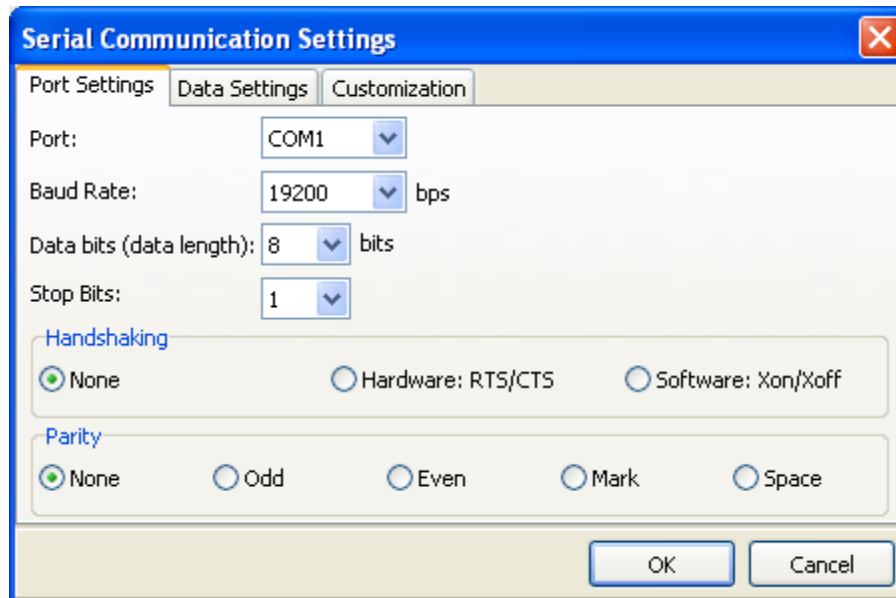 Serial Communication Settings
Port Settings Data Settings Customization
Port: COM1
Baud Rate: 19200 bps
Data bits (data length): 8 bits
Stop Bits: 1
Handshaking
None Hardware: RTS/CTS Software: Xon/Xoff
Parity
None Odd Even Mark Space
OK Cancel